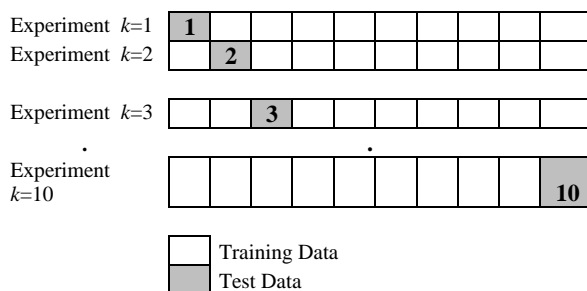 Experiment k=1 1
Experiment k=2 2
Experiment k=3 3
. .
Experiment
k=10 10
Training Data
Test Data